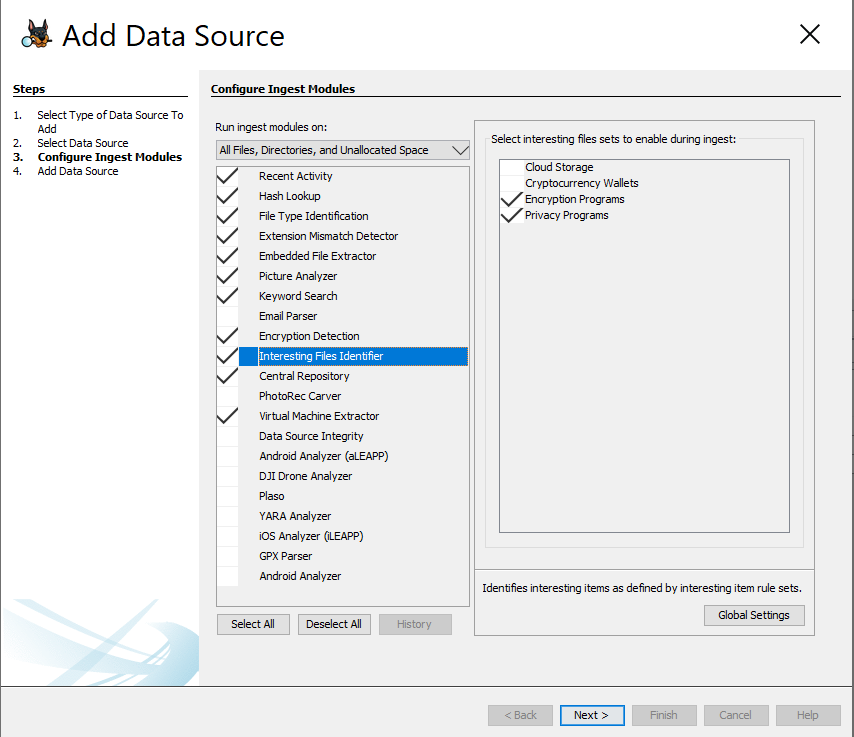 Add Data Source
Steps
1. Select Type of Data Source To
Add
2. Select Data Source
3. Configure Ingest Modules
4. Add Data Source
Configure Ingest Modules
Run ingest modules on:
All Files, Directories, and Unallocated Space
Recent Activity
Hash Lookup
File Type Identification
Extension Mismatch Detector
Embedded File Extractor
Picture Analyzer
Keyword Search
Email Parser
Encryption Detection
Interesting Files Identifier
Central Repository
PhotoRec Carver
Virtual Machine Extractor
Data Source Integrity
Android Analyzer (aLEAPP)
DJI Drone Analyzer
Plaso
YARA Analyzer
iOS Analyzer (iLEAPP)
GPX Parser
Android Analyzer
Select All
Deselect All
History
Select interesting files sets to enable during ingest:
Cloud Storage
Cryptocurrency Wallets
Encryption Programs
Privacy Programs
Identifies interesting items as defined by interesting item rule sets.
Global Settings
< Back
Next >
Finish
Cancel
Help